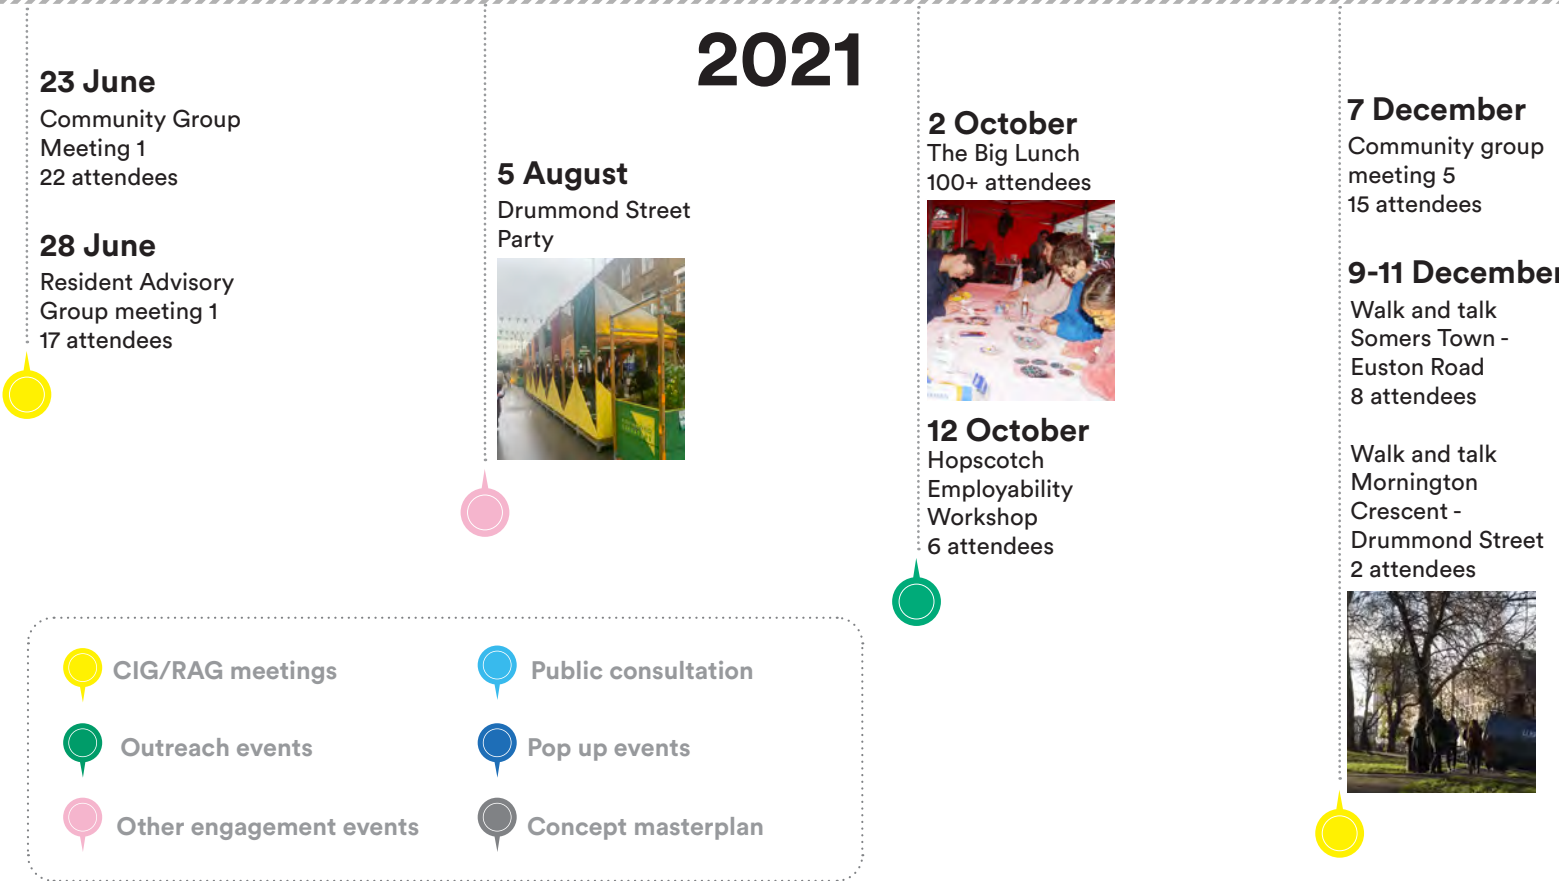 2021
23 June
Community Group
Meeting 1
22 attendees
28 June
Resident Advisory
Group meeting 1
17 attendees
5 August
Drummond Street
Party
2 October
The Big Lunch
100+ attendees
12 October
Hopscotch
Employability
Workshop
6 attendees
7 December
Community group
meeting 5
15 attendees
9-11 December
Walk and talk
Somers Town -
Euston Road
8 attendees
Walk and talk
Mornington
Crescent -
Drummond Street
2 attendees
CIG/RAG meetings
Outreach events
Other engagement events
Public consultation
Pop up events
Concept masterplan